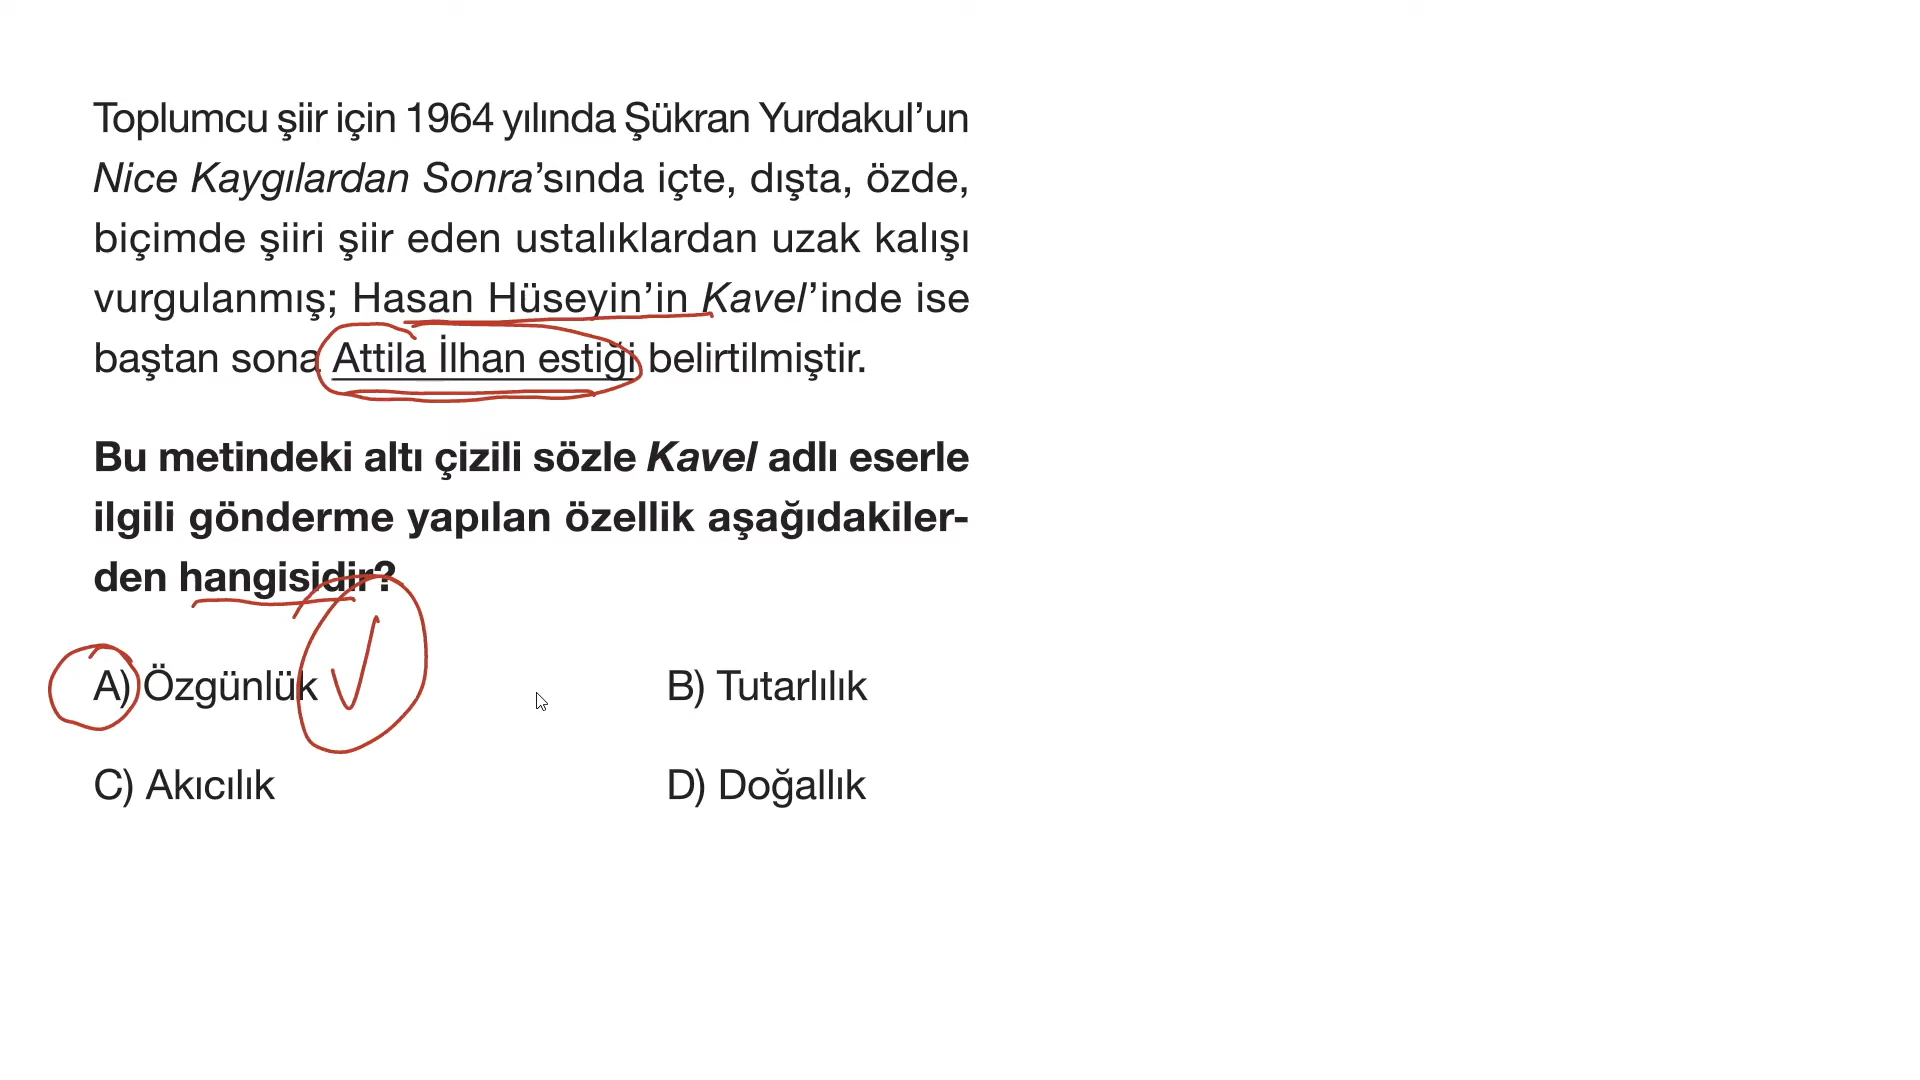 Toplumcu şiir için 1964 yılında Şükran Yurdakul’un
Nice Kaygılardan Sonra’sında içte, dışta, özde,
biçimde şiiri şiir eden ustalıklardan uzak kalışı
vurgulanmış; Hasan Hüseyin’in Kavel’inde ise
baştan sona Attila İlhan estiği belirtilmiştir.
Bu metindeki altı çizili sözle Kavel adlı eserle
ilgili gönderme yapılan özellik aşağıdakiler-
den hangisidir?
A) Özgünlük
B) Tutarlılık
C) Akıcılık
D) Doğallık